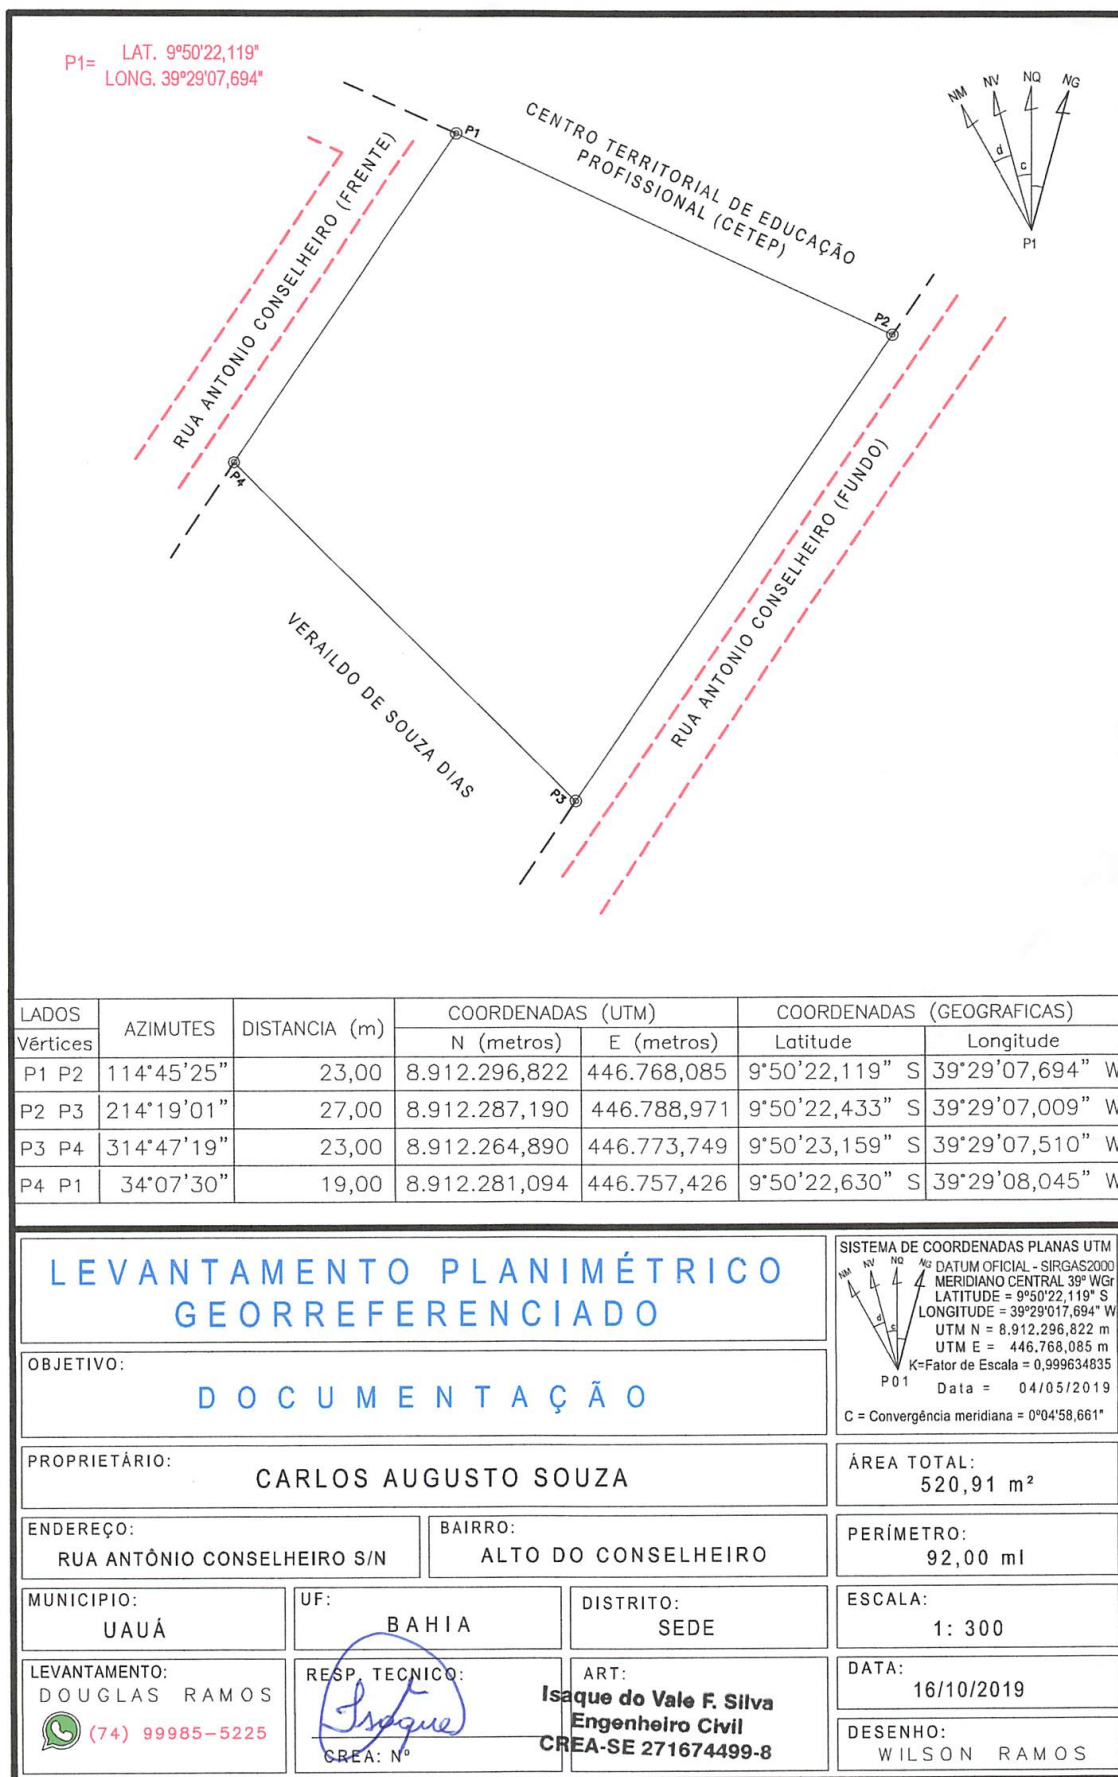 P1= LAT. 9º50'22,119"
LONG. 39º29'07,694"
NM NV NQ NG
d c
P1
P1
CENTRO TERRITORIAL DE EDUCAÇÃO
PROFISSIONAL (CETEP)
P2
RUA ANTONIO CONSELHEIRO (FRENTE)
P4
RUA ANTONIO CONSELHEIRO (FUNDO)
VERAILDO DE SOUZA DIAS
P3
LADOS AZIMUTES DISTANCIA (m) COORDENADAS (UTM) COORDENADAS (GEOGRAFICAS)
Vértices N (metros) E (metros) Latitude Longitude
P1 P2 114°45'25" 23,00 8.912.296,822 446.768,085 9°50'22,119" S 39°29'07,694" W
P2 P3 214°19'01" 27,00 8.912.287,190 446.788,971 9°50'22,433" S 39°29'07,009" W
P3 P4 314°47'19" 23,00 8.912.264,890 446.773,749 9°50'23,159" S 39°29'07,510" W
P4 P1 34°07'30" 19,00 8.912.281,094 446.757,426 9°50'22,630" S 39°29'08,045" W
LEVANTAMENTO PLANIMÉTRICO
GEORREFERENCIADO
SISTEMA DE COORDENADAS PLANAS UTM
NM NV NQ NG
DATUM OFICIAL - SIRGAS2000
MERIDIANO CENTRAL 39º WGr
LATITUDE = 9º50'22,119" S
LONGITUDE = 39º29'017,694" W
UTM N = 8.912.296,822 m
UTM E = 446.768,085 m
d c
K=Fator de Escala = 0,999634835
P01
Data = 04/05/2019
C = Convergência meridiana = 0º04'58,661"
OBJETIVO:
DOCUMENTAÇÃO
PROPRIETÁRIO:
CARLOS AUGUSTO SOUZA
ÁREA TOTAL:
520,91 m²
ENDEREÇO:
RUA ANTÔNIO CONSELHEIRO S/N
BAIRRO:
ALTO DO CONSELHEIRO
PERÍMETRO:
92,00 ml
MUNICIPIO:
UAUÁ
UF:
BAHIA
DISTRITO:
SEDE
ESCALA:
1: 300
LEVANTAMENTO:
DOUGLAS RAMOS
(74) 99985-5225
RESP. TECNICO:
Isaque
CREA: Nº
ART:
Isaque do Vale F. Silva
Engenheiro Civil
CREA-SE 271674499-8
DATA:
16/10/2019
DESENHO:
WILSON RAMOS